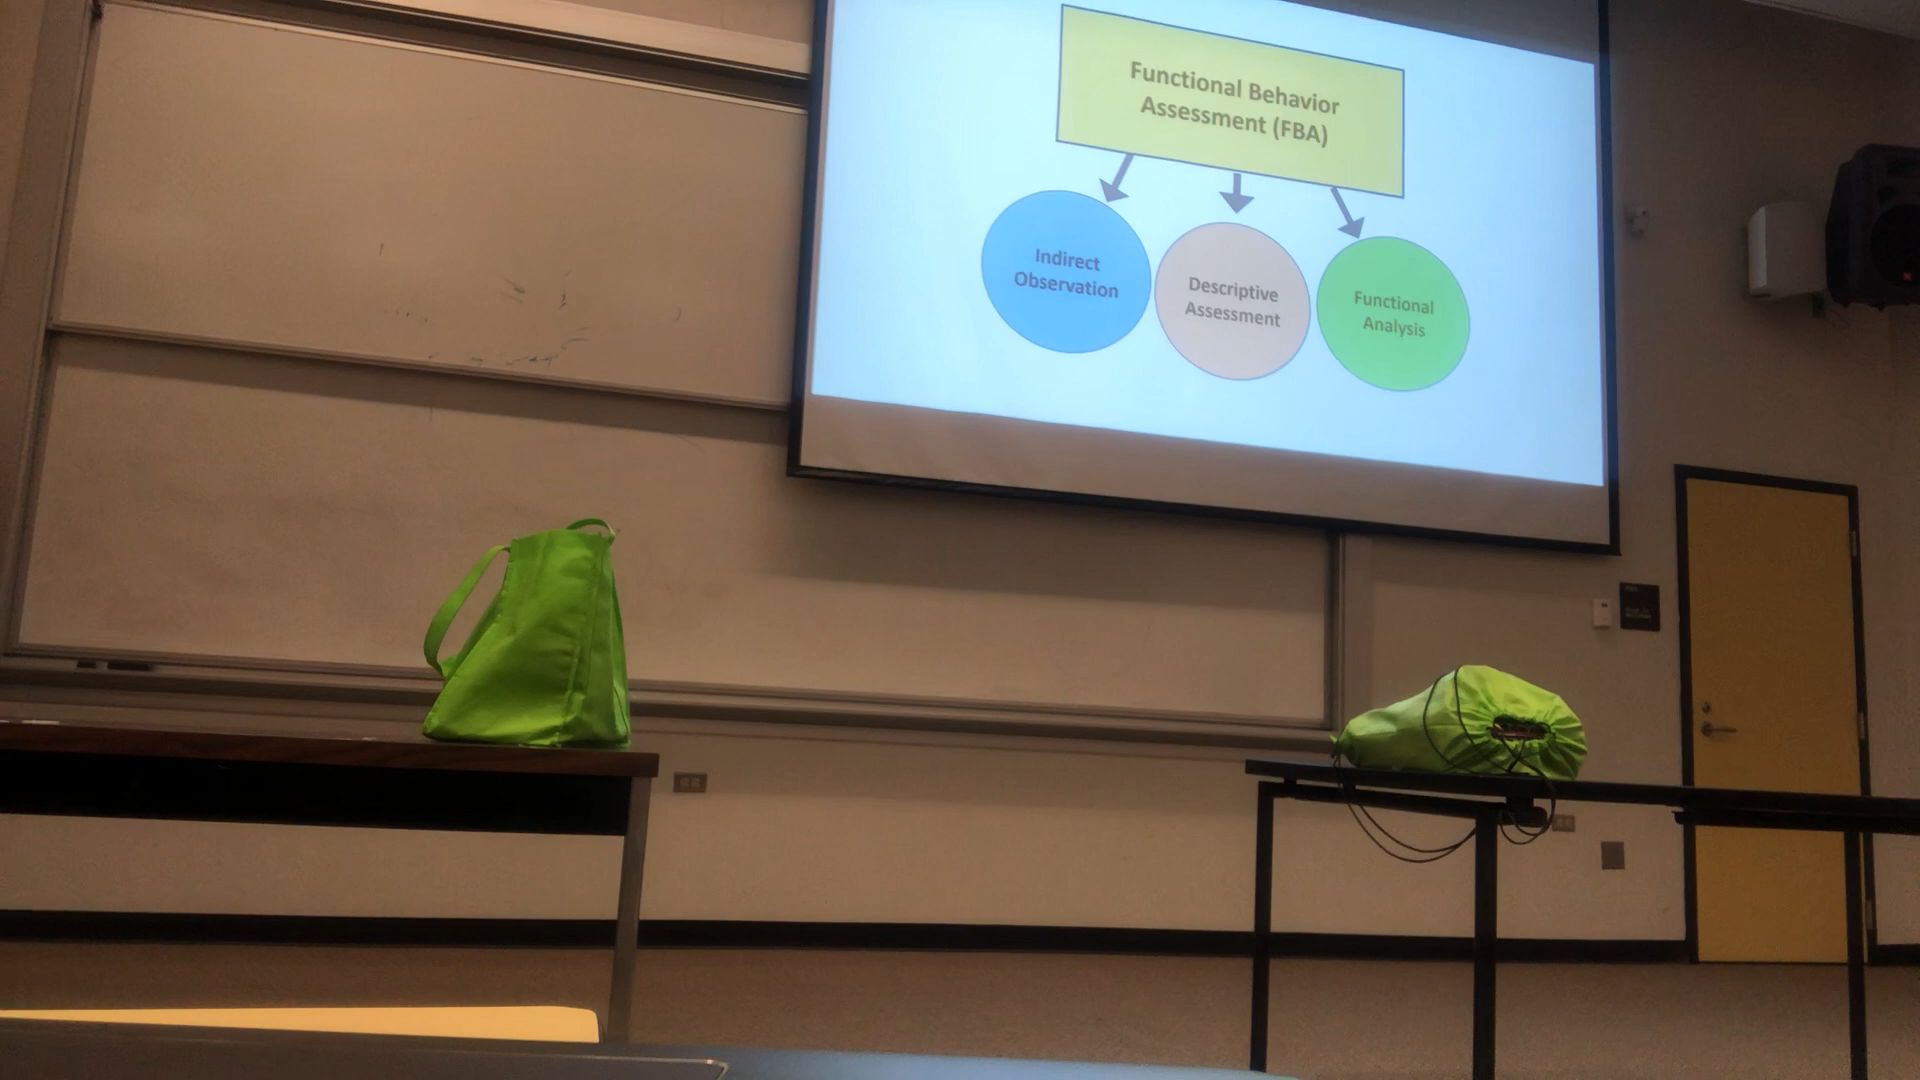 Functional Behavior
Assessment (FBA)
Indirect
Observation
Descriptive
Assessment
Functional
Analysis